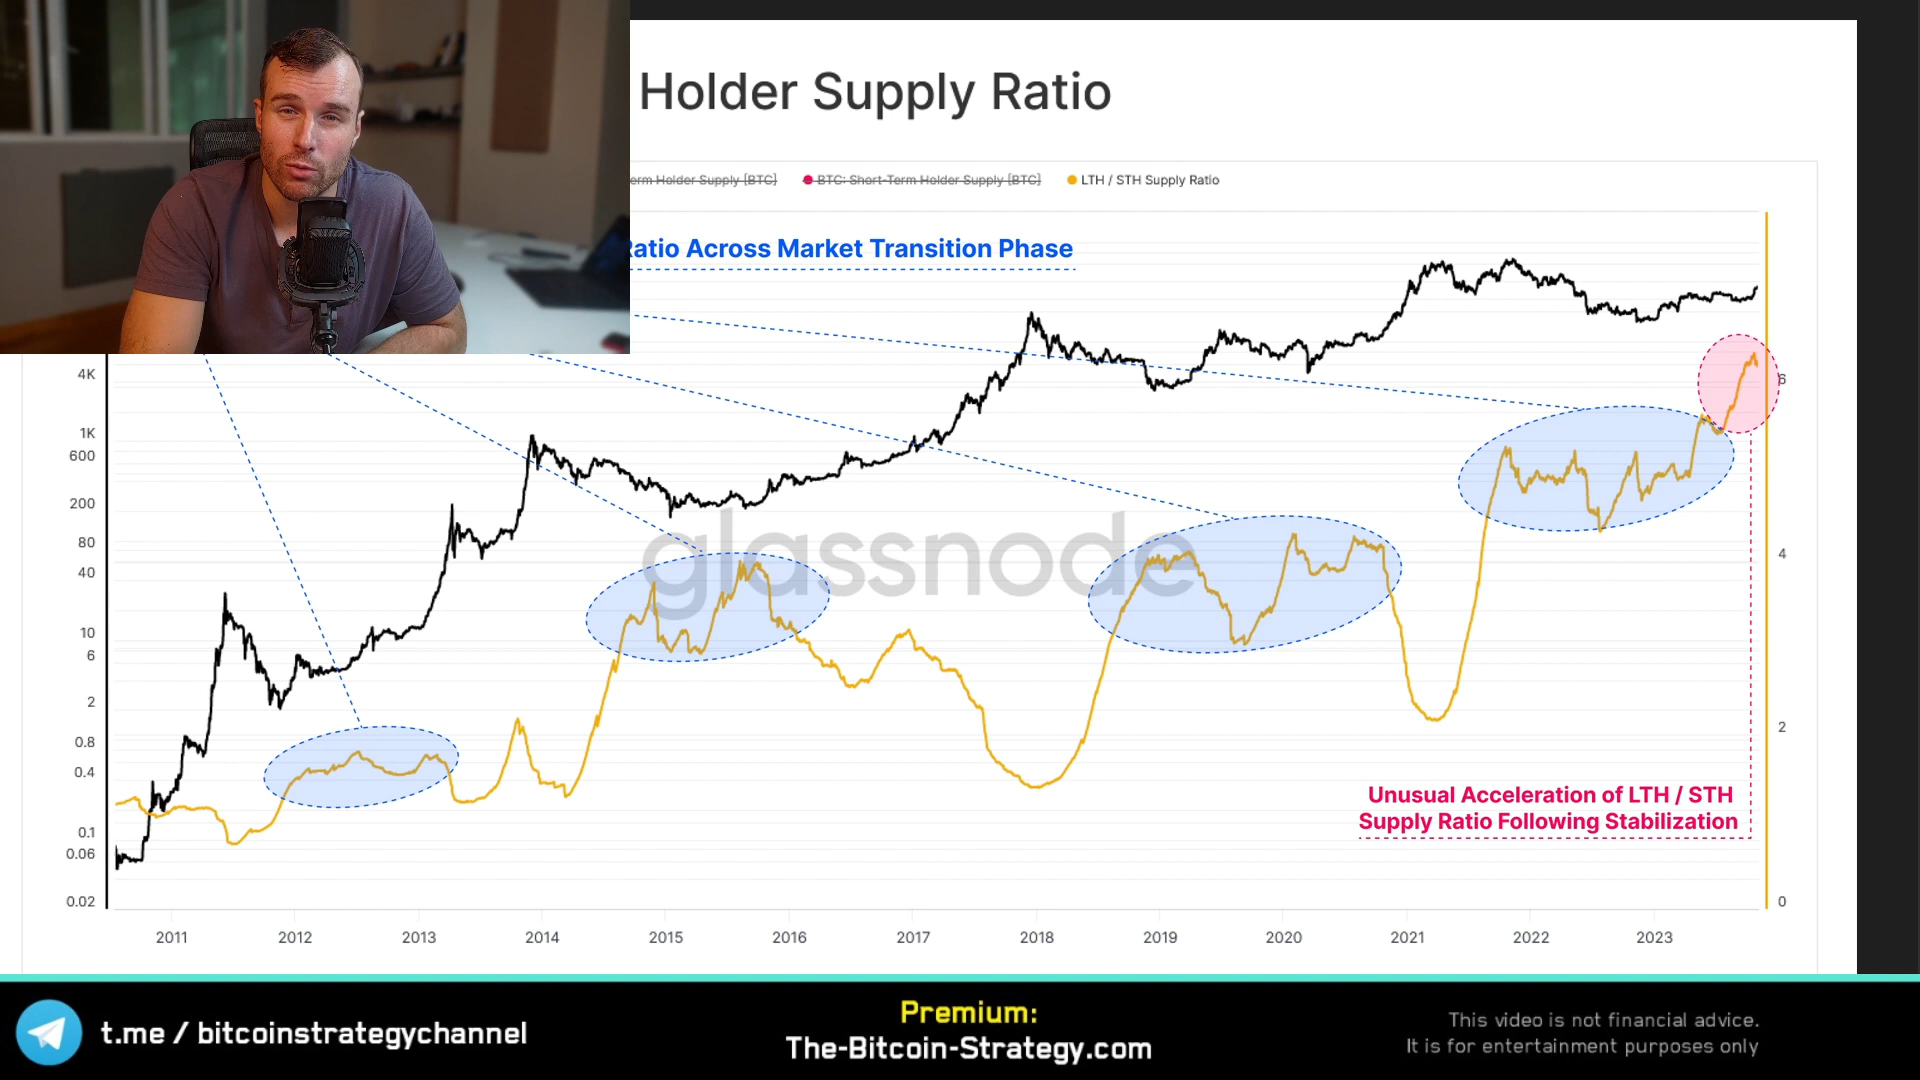 Holder Supply Ratio
erm Holder Supply [BTC]
BTC: Short-Term Holder Supply [BTC]
LTH / STH Supply Ratio
Ratio Across Market Transition Phase
4K
1K
600
200
80
40
10
6
2
0.8
0.4
0.1
0.06
0.02
6
4
2
0
glassnode
Unusual Acceleration of LTH / STH
Supply Ratio Following Stabilization
2011
2012
2013
2014
2015
2016
2017
2018
2019
2020
2021
2022
2023
t.me / bitcoinstrategychannel
Premium:
The-Bitcoin-Strategy.com
This video is not financial advice.
It is for entertainment purposes only